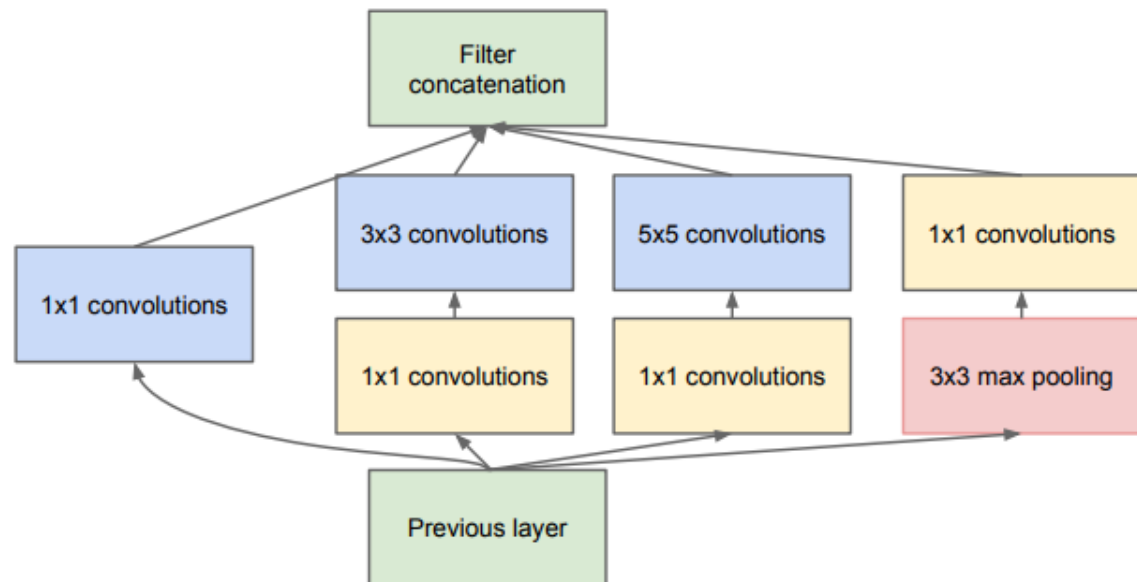 Filter
concatenation
3x3 convolutions
5x5 convolutions
1x1 convolutions
1x1 convolutions
1x1 convolutions
1x1 convolutions
3x3 max pooling
Previous layer